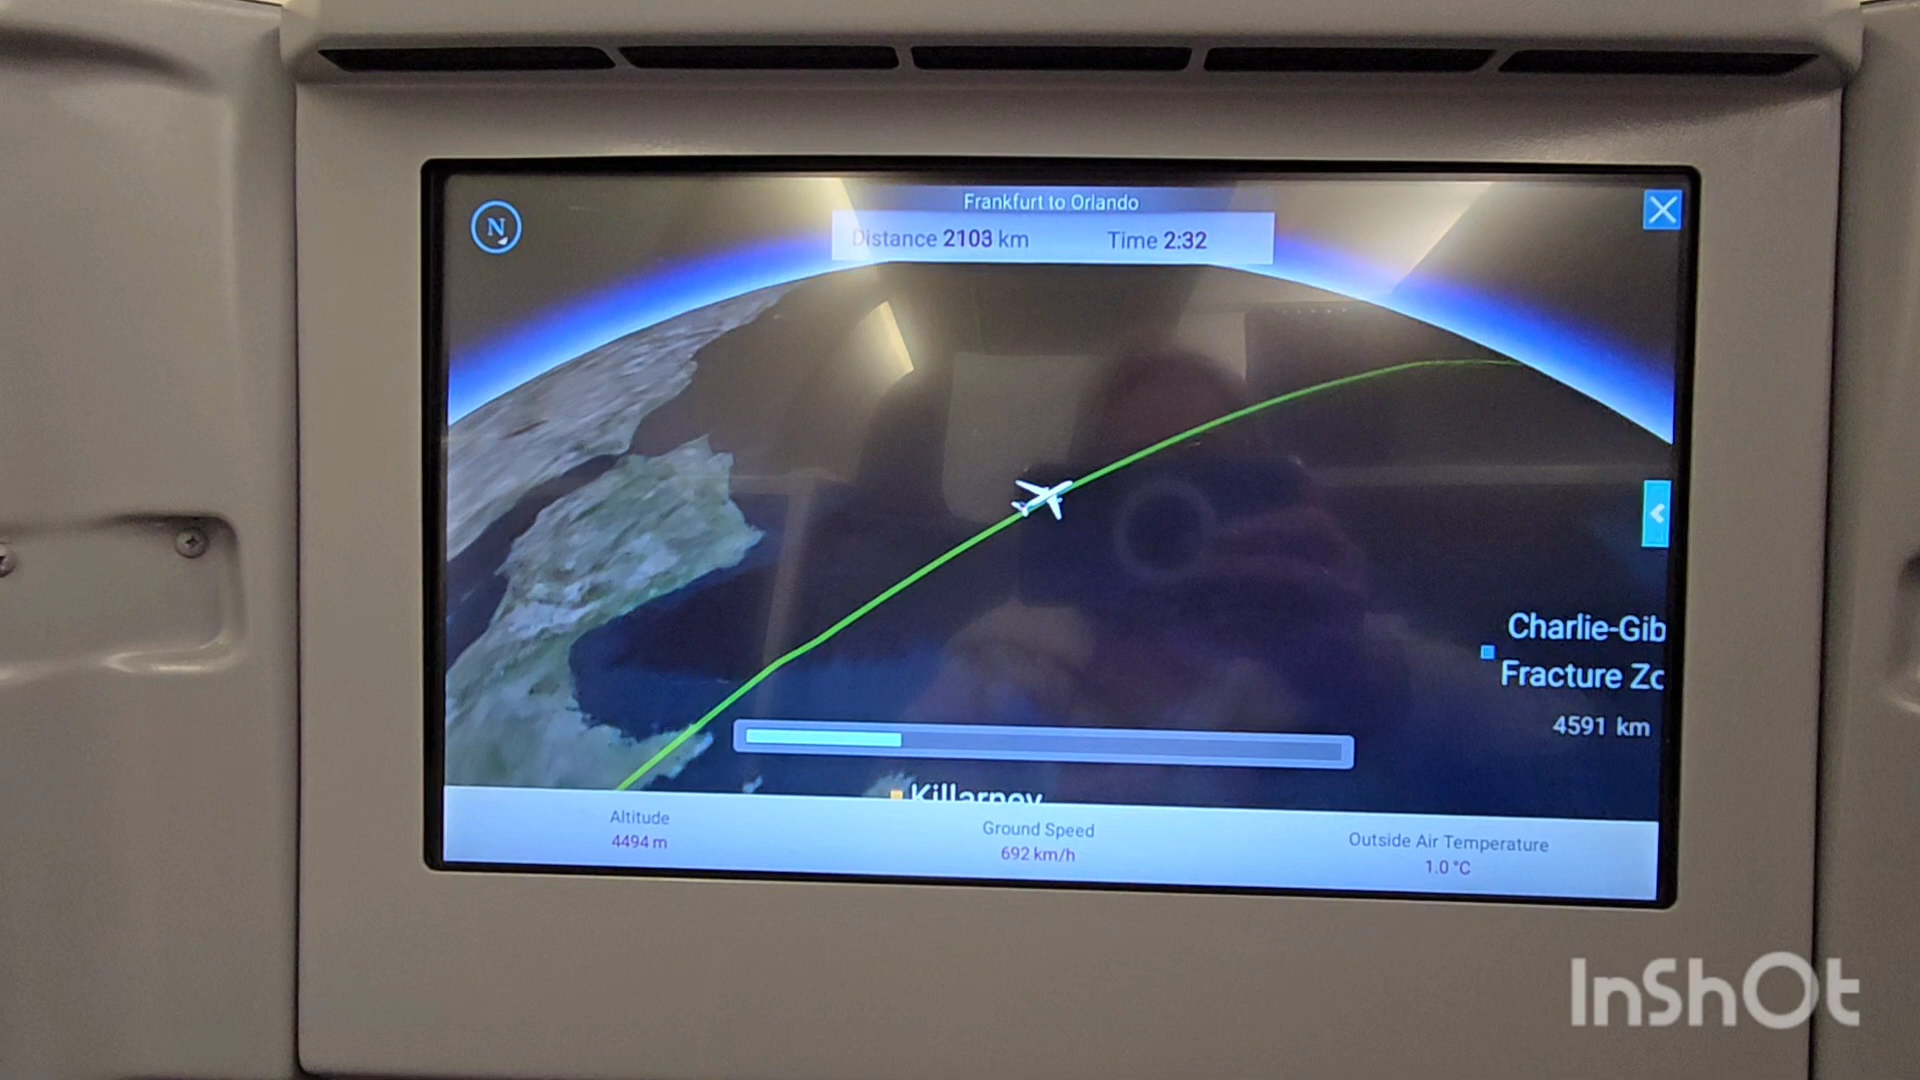 N
Frankfurt to Orlando
Distance 2103 km
Time 2:32
Charlie-Gib
Fracture Zo
4591 km
Killarney
Altitude
4494 m
Ground Speed
692 km/h
Outside Air Temperature
1.0 °C
InShOt